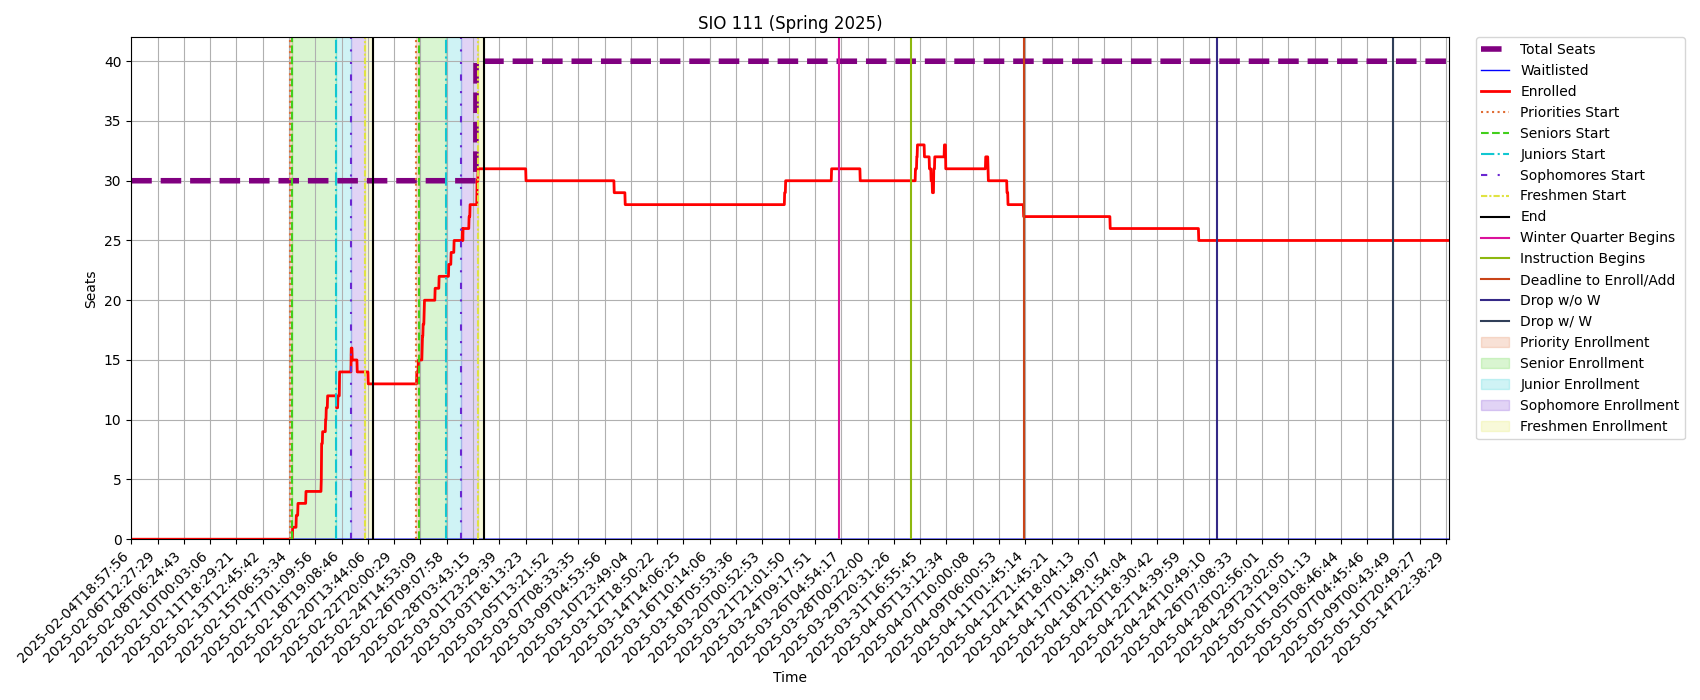 SIO 111 (Spring 2025)
Seats
40
35
30
25
20
15
10
5
0
2025-02-04T18:57:56
2025-02-06T12:27:29
2025-02-08T06:24:43
2025-02-10T00:03:06
2025-02-11T18:29:21
2025-02-13T12:45:42
2025-02-15T06:53:34
2025-02-17T01:09:56
2025-02-18T19:08:46
2025-02-20T13:44:06
2025-02-22T20:00:29
2025-02-24T14:53:09
2025-02-26T09:07:58
2025-02-28T03:43:15
2025-03-01T23:29:39
2025-03-03T18:13:23
2025-03-05T13:21:52
2025-03-07T08:33:35
2025-03-09T04:53:56
2025-03-10T23:49:04
2025-03-12T18:50:22
2025-03-14T14:06:25
2025-03-16T10:14:06
2025-03-18T05:53:36
2025-03-20T00:52:53
2025-03-21T21:01:50
2025-03-24T09:17:51
2025-03-26T04:54:17
2025-03-28T00:22:00
2025-03-29T20:31:26
2025-03-31T16:55:45
2025-04-05T13:12:34
2025-04-07T10:00:08
2025-04-09T06:00:53
2025-04-11T01:45:14
2025-04-12T21:45:21
2025-04-14T18:04:13
2025-04-17T01:49:07
2025-04-18T21:54:04
2025-04-20T18:30:42
2025-04-22T14:39:59
2025-04-24T10:49:10
2025-04-26T07:08:33
2025-04-28T02:56:01
2025-04-29T23:02:05
2025-05-01T19:01:13
2025-05-05T08:46:44
2025-05-07T04:45:46
2025-05-09T00:43:49
2025-05-10T20:49:27
2025-05-14T22:38:29
Time
Total Seats
Waitlisted
Enrolled
Priorities Start
Seniors Start
Juniors Start
Sophomores Start
Freshmen Start
End
Winter Quarter Begins
Instruction Begins
Deadline to Enroll/Add
Drop w/o W
Drop w/ W
Priority Enrollment
Senior Enrollment
Junior Enrollment
Sophomore Enrollment
Freshmen Enrollment